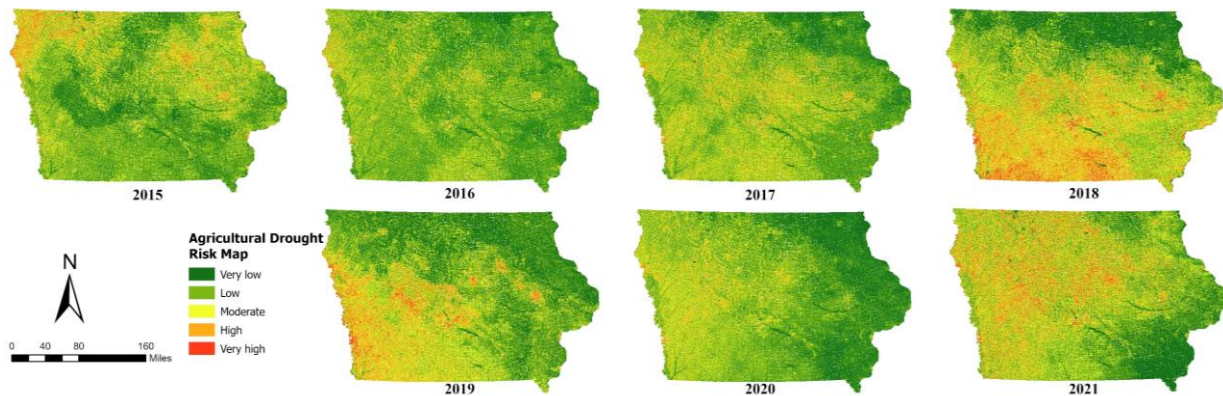 2015
2016
2017
2018
N
0 40 80 160
Miles
Agricultural Drought
Risk Map
Very low
Low
Moderate
High
Very high
2019
2020
2021